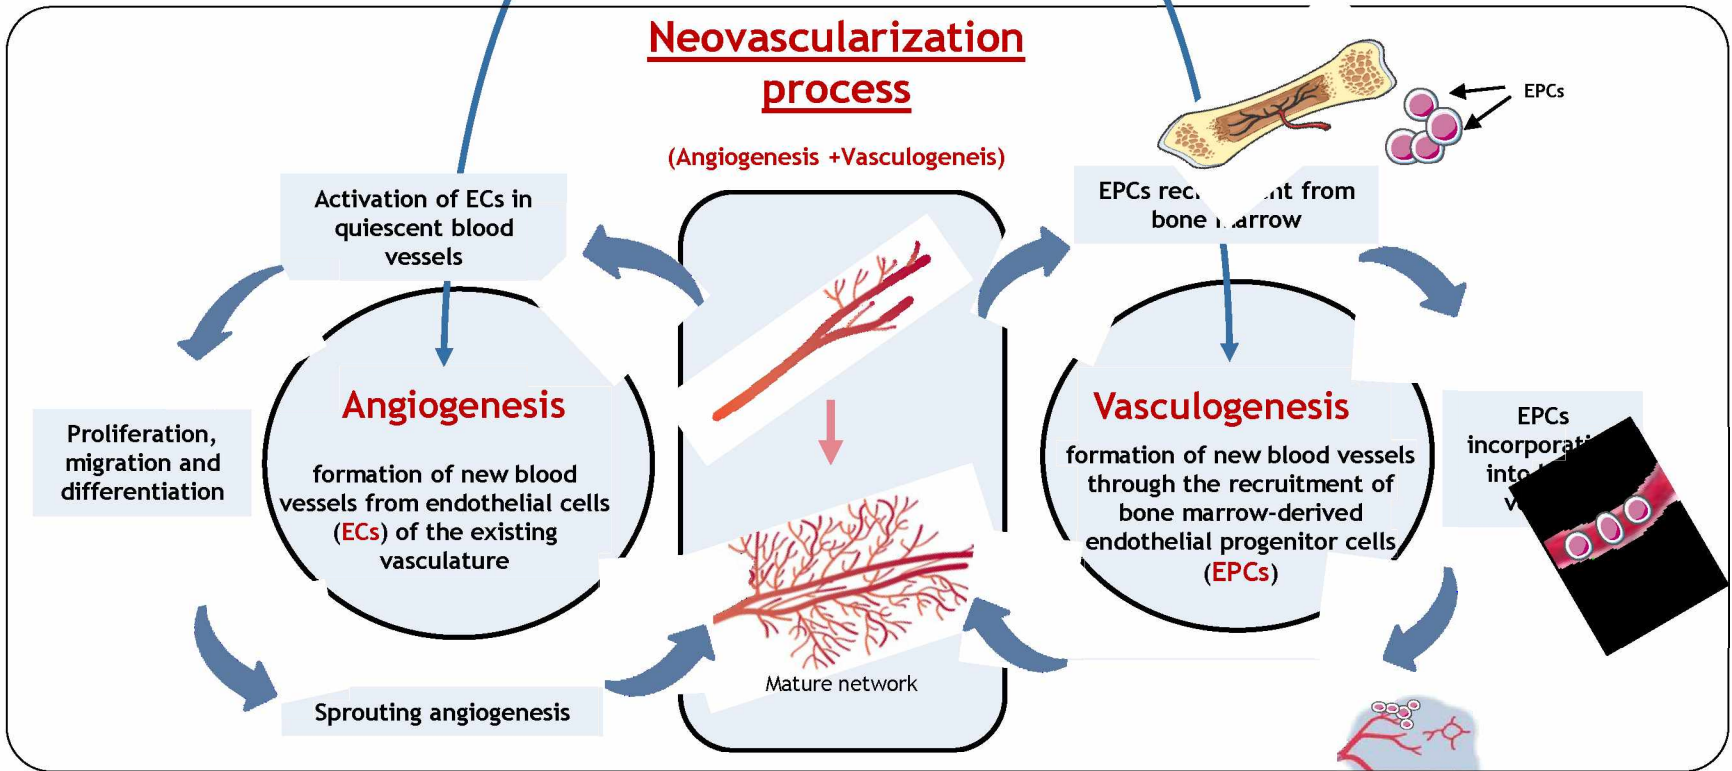 Neovascularization
process
(Angiogenesis +Vasculogeneis)
EPCs
Activation of ECs in
quiescent blood
vessels
EPCs from
bone
Angiogenesis
formation of new blood
vessels from endothelial cells
(ECs) of the existing
vasculature
Vasculogenesis
formation of new blood vessels
through the recruitment of
bone marrow-derived
endothelial progenitor cells
(EPCs)
Proliferation,
migration and
differentiation
EPCs
Sprouting angiogenesis
Mature network